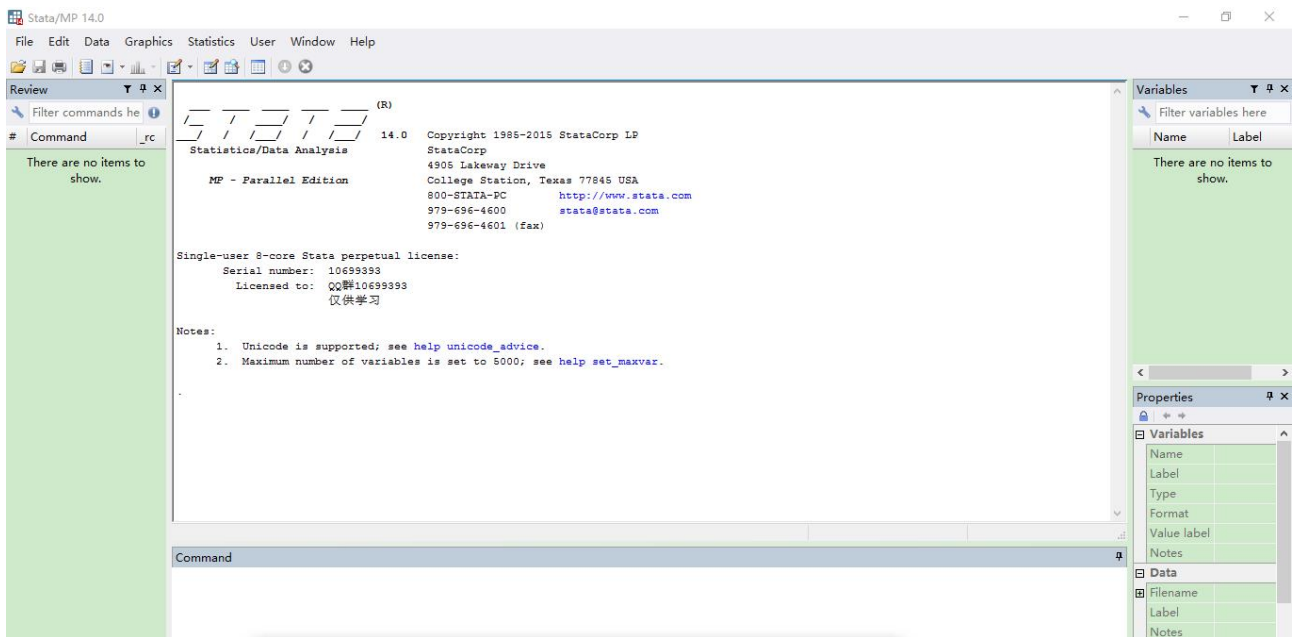 Stata/MP 14.0
File Edit Data Graphics Statistics User Window Help
Review
Filter commands he
# Command _rc
There are no items to
show.
(R)
14.0 Copyright 1985-2015 StataCorp LP
Statistics/Data Analysis StataCorp
4905 Lakeway Drive
MP - Parallel Edition College Station, Texas 77845 USA
800-STATA-PC http://www.stata.com
979-696-4600 stata@stata.com
979-696-4601 (fax)
Single-user 8-core Stata perpetual license:
Serial number: 10699393
Licensed to: QQ群10699393
仅供学习
Notes:
1. Unicode is supported; see help unicode_advice.
2. Maximum number of variables is set to 5000; see help set_maxvar.
.
Command
Variables
Filter variables here
Name Label
There are no items to
show.
Properties
Variables
Name
Label
Type
Format
Value label
Notes
Data
Filename
Label
Notes